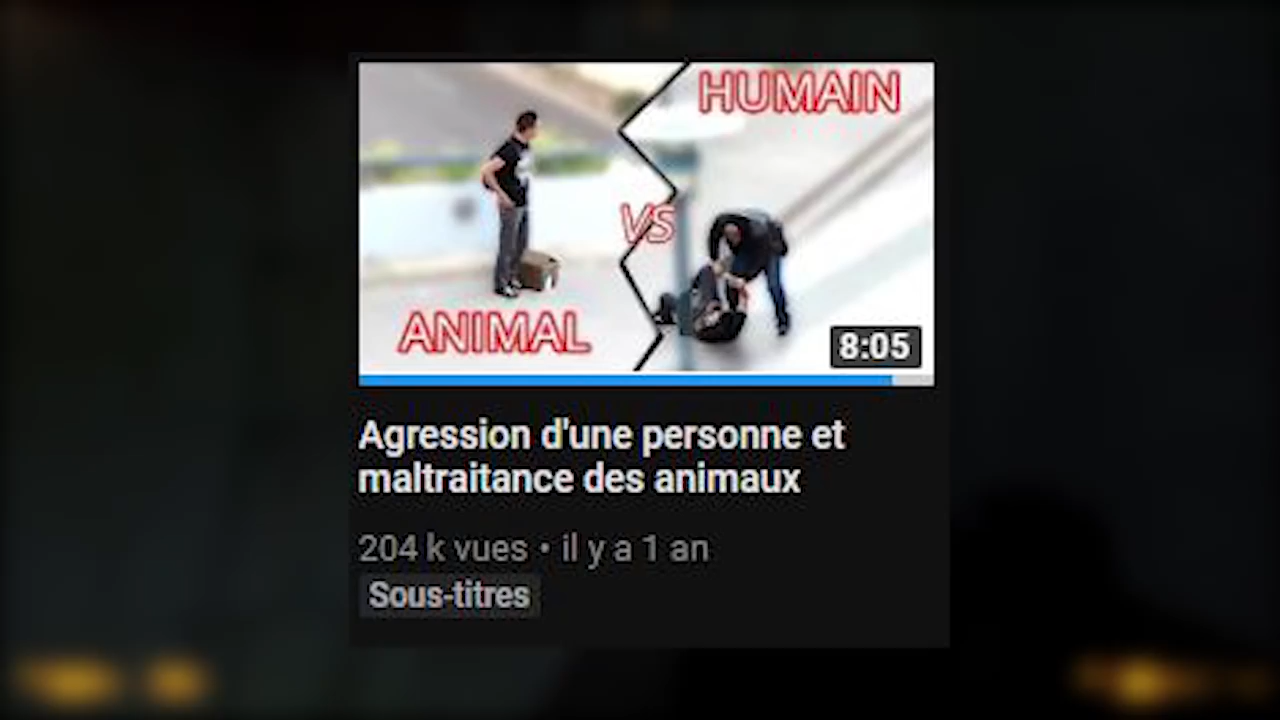 HUMAIN
VS
ANIMAL
8:05
Agression d'une personne et
maltraitance des animaux
204 k vues • il y a 1 an
Sous-titres